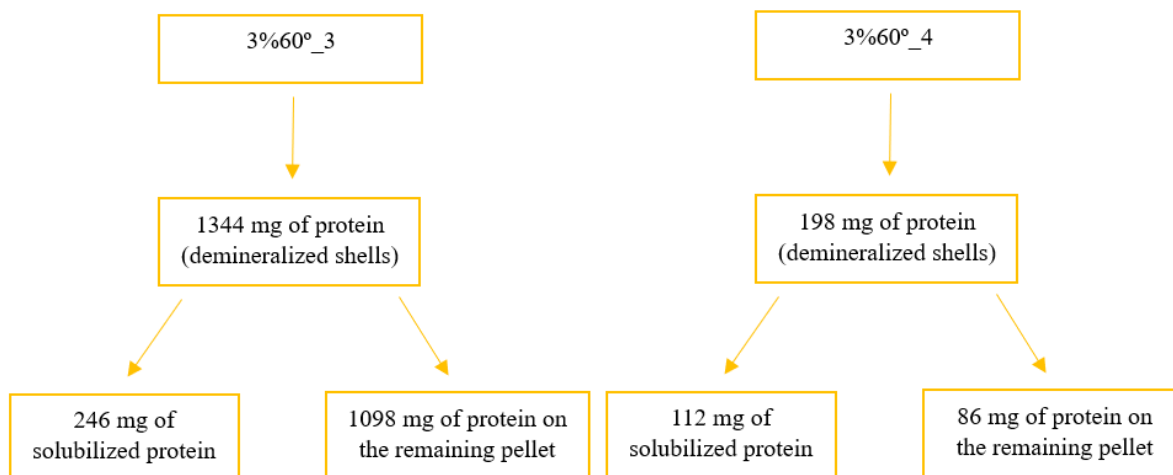 3%60º_3
3%60º_4
1344 mg of protein
(demineralized shells)
198 mg of protein
(demineralized shells)
246 mg of
solubilized protein
1098 mg of protein on
the remaining pellet
112 mg of
solubilized protein
86 mg of protein on
the remaining pellet